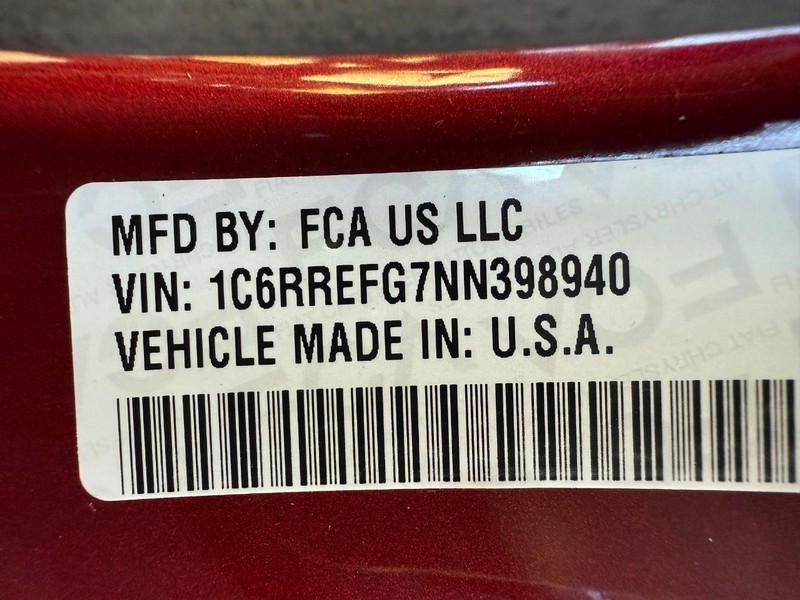 MFD BY: FCA US LLC
VIN: 1C6RREFG7NN398940
VEHICLE MADE IN: U.S.A.